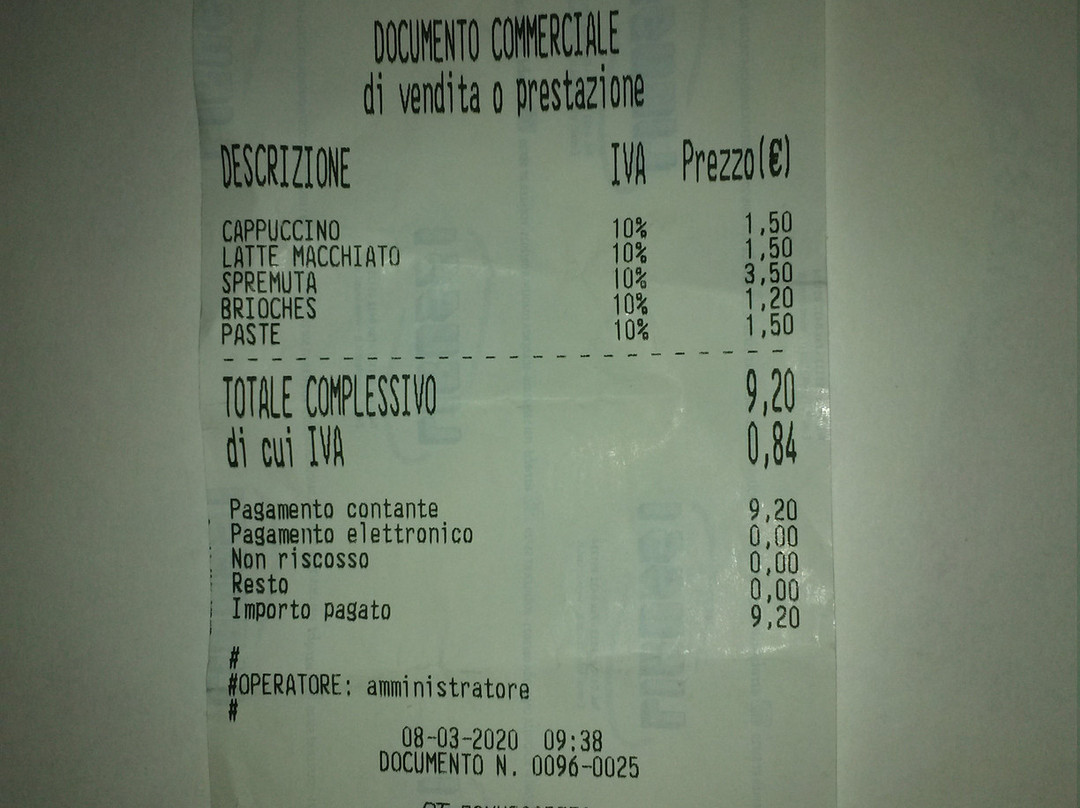 DOCUMENTO COMMERCIALE
di vendita o prestazione
DESCRIZIONE IVA Prezzo(€)
CAPPUCCINO 10% 1,50
LATTE MACCHIATO 10% 1,50
SPREMUTA 10% 3,50
BRIOCHES 10% 1,20
PASTE 10% 1,50
TOTALE COMPLESSIVO 9,20
di cui IVA 0,84
Pagamento contante 9,20
Pagamento elettronico 0,00
Non riscosso 0,00
Resto 0,00
Importo pagato 9,20
#
#OPERATORE: amministratore
#
08-03-2020 09:38
DOCUMENTO N. 0096-0025